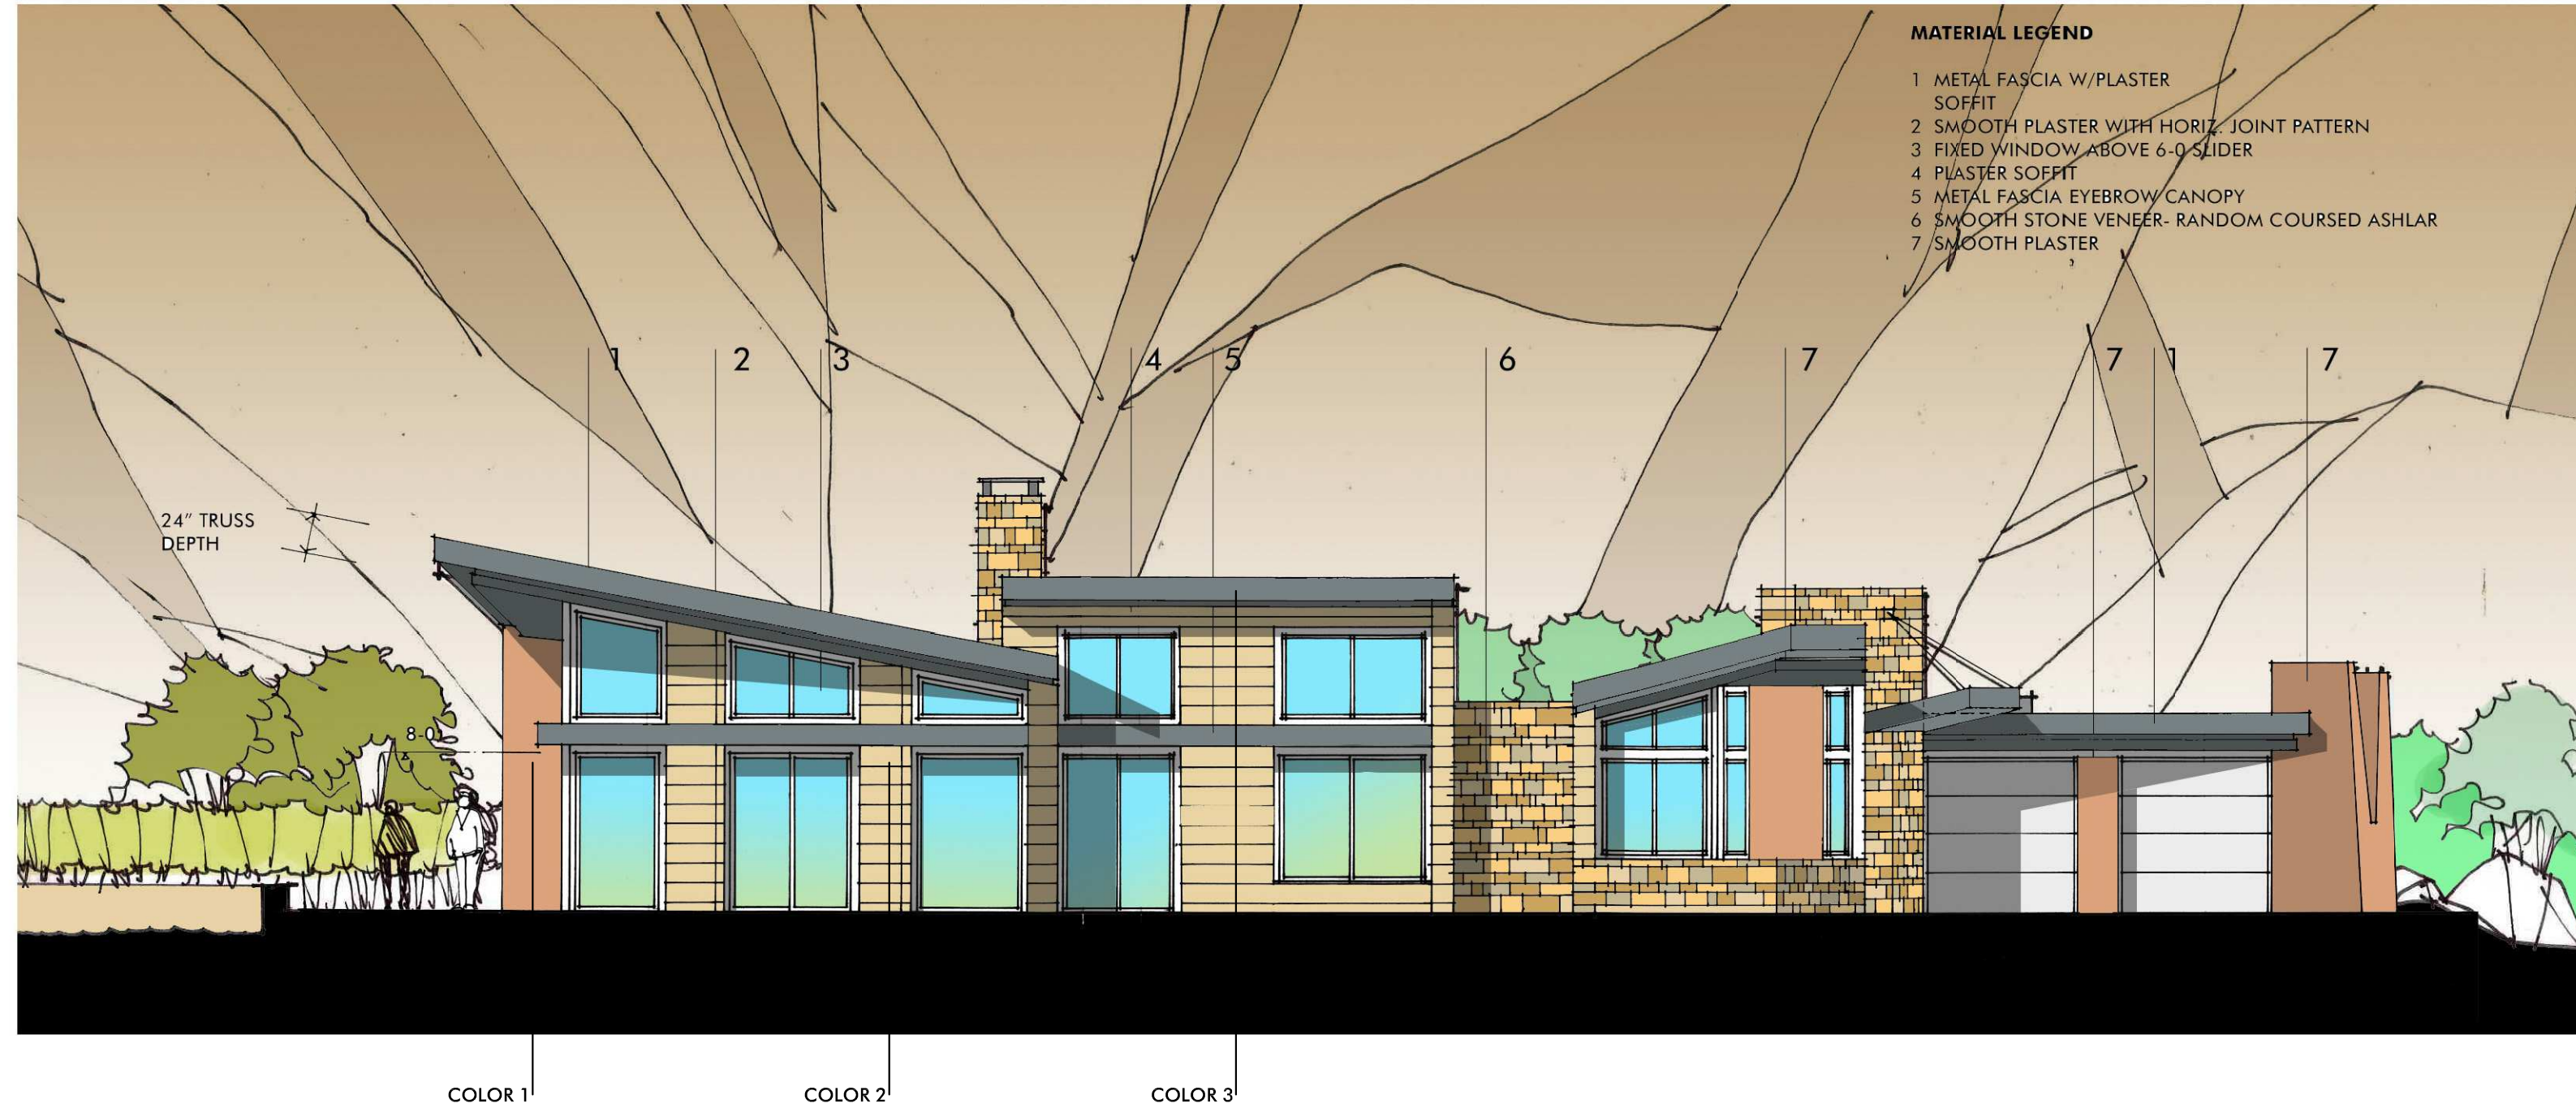 MATERIAL LEGEND
1 METAL FASCIA W/PLASTER
SOFFIT
2 SMOOTH PLASTER WITH HORIZ. JOINT PATTERN
3 FIXED WINDOW ABOVE 6-0 SLIDER
4 PLASTER SOFFIT
5 METAL FASCIA EYEBROW CANOPY
6 SMOOTH STONE VENEER- RANDOM COURSED ASHLAR
7 SMOOTH PLASTER
1 2 3 4 5 6 7 7 1 7
24" TRUSS
DEPTH
8-0
COLOR 1 COLOR 2 COLOR 3